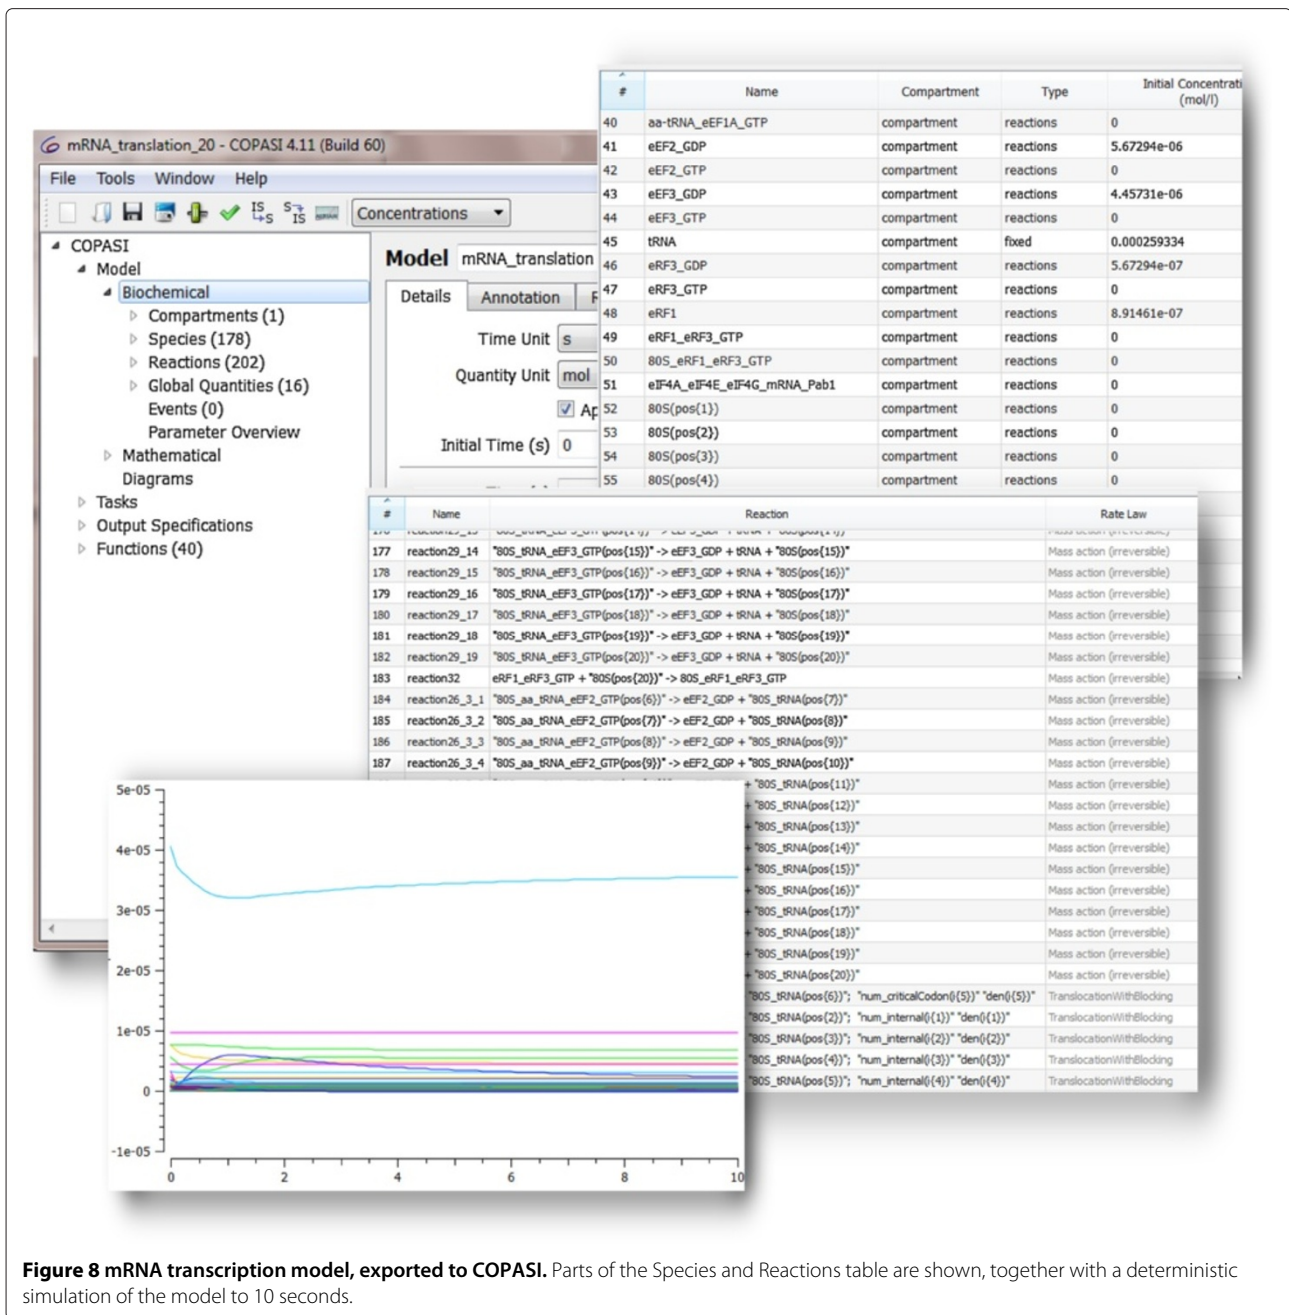 mRNA_translation_20 - COPASI 4.11 (Build 60)
File Tools Window Help
IS S S IS Concentrations
COPASI
Model
Biochemical
Compartments (1)
Species (178)
Reactions (202)
Global Quantities (16)
Events (0)
Parameter Overview
Mathematical
Diagrams
Tasks
Output Specifications
Functions (40)
Model mRNA_translation
Details Annotation
Time Unit s
Quantity Unit mol
Initial Time (s) 0
# Name Compartment Type Initial Concentrati
(mol/l)
40 aa-tRNA_eEF1A_GTP compartment reactions 0
41 eEF2_GDP compartment reactions 5.67294e-06
42 eEF2_GTP compartment reactions 0
43 eEF3_GDP compartment reactions 4.45731e-06
44 eEF3_GTP compartment reactions 0
45 tRNA compartment fixed 0.000259334
46 eRF3_GDP compartment reactions 5.67294e-07
47 eRF3_GTP compartment reactions 0
48 eRF1 compartment reactions 8.91461e-07
49 eRF1_eRF3_GTP compartment reactions 0
50 80S_eRF1_eRF3_GTP compartment reactions 0
51 eIF4A_eIF4E_eIF4G_mRNA_Pab1 compartment reactions 0
52 80S(pos{1}) compartment reactions 0
53 80S(pos{2}) compartment reactions 0
54 80S(pos{3}) compartment reactions 0
55 80S(pos{4}) compartment reactions 0
# Name Reaction Rate Law
177 reaction29_14 "80S_tRNA_eEF3_GTP(pos{15})" -> eEF3_GDP + tRNA + "80S(pos{15})" Mass action (irreversible)
178 reaction29_15 "80S_tRNA_eEF3_GTP(pos{16})" -> eEF3_GDP + tRNA + "80S(pos{16})" Mass action (irreversible)
179 reaction29_16 "80S_tRNA_eEF3_GTP(pos{17})" -> eEF3_GDP + tRNA + "80S(pos{17})" Mass action (irreversible)
180 reaction29_17 "80S_tRNA_eEF3_GTP(pos{18})" -> eEF3_GDP + tRNA + "80S(pos{18})" Mass action (irreversible)
181 reaction29_18 "80S_tRNA_eEF3_GTP(pos{19})" -> eEF3_GDP + tRNA + "80S(pos{19})" Mass action (irreversible)
182 reaction29_19 "80S_tRNA_eEF3_GTP(pos{20})" -> eEF3_GDP + tRNA + "80S(pos{20})" Mass action (irreversible)
183 reaction32 eRF1_eRF3_GTP + "80S(pos{20})" -> 80S_eRF1_eRF3_GTP Mass action (irreversible)
184 reaction26_3_1 "80S_aa_tRNA_eEF2_GTP(pos{6})" -> eEF2_GDP + "80S_tRNA(pos{7})" Mass action (irreversible)
185 reaction26_3_2 "80S_aa_tRNA_eEF2_GTP(pos{7})" -> eEF2_GDP + "80S_tRNA(pos{8})" Mass action (irreversible)
186 reaction26_3_3 "80S_aa_tRNA_eEF2_GTP(pos{8})" -> eEF2_GDP + "80S_tRNA(pos{9})" Mass action (irreversible)
187 reaction26_3_4 "80S_aa_tRNA_eEF2_GTP(pos{9})" -> eEF2_GDP + "80S_tRNA(pos{10})" Mass action (irreversible)
+ "80S_tRNA(pos{11})" Mass action (irreversible)
+ "80S_tRNA(pos{12})" Mass action (irreversible)
+ "80S_tRNA(pos{13})" Mass action (irreversible)
+ "80S_tRNA(pos{14})" Mass action (irreversible)
+ "80S_tRNA(pos{15})" Mass action (irreversible)
+ "80S_tRNA(pos{16})" Mass action (irreversible)
+ "80S_tRNA(pos{17})" Mass action (irreversible)
+ "80S_tRNA(pos{18})" Mass action (irreversible)
+ "80S_tRNA(pos{19})" Mass action (irreversible)
+ "80S_tRNA(pos{20})" Mass action (irreversible)
"80S_tRNA(pos{6})"; "num_criticalCodon(i{5})" "den(i{5})" TranslocationWithBlocking
"80S_tRNA(pos{2})"; "num_internal(i{1})" "den(i{1})" TranslocationWithBlocking
"80S_tRNA(pos{3})"; "num_internal(i{2})" "den(i{2})" TranslocationWithBlocking
"80S_tRNA(pos{4})"; "num_internal(i{3})" "den(i{3})" TranslocationWithBlocking
"80S_tRNA(pos{5})"; "num_internal(i{4})" "den(i{4})" TranslocationWithBlocking
5e-05
4e-05
3e-05
2e-05
1e-05
0
-1e-05
0 2 4 6 8 10
Figure 8 mRNA transcription model, exported to COPASI. Parts of the Species and Reactions table are shown, together with a deterministic
simulation of the model to 10 seconds.